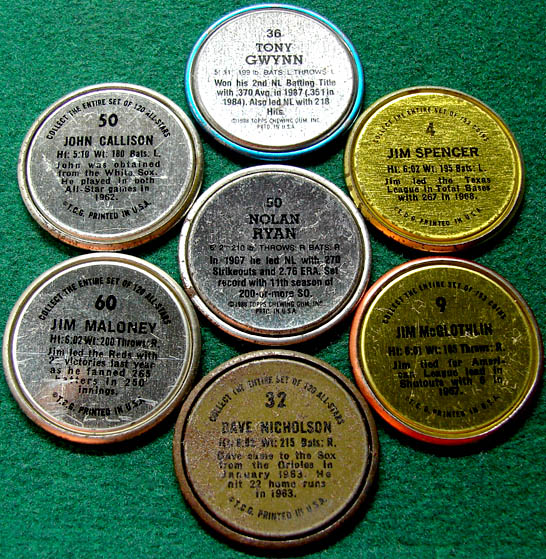 36
TONY
GWYNN
5' 11" 199 lb. BATS: L THROWS: L
Won his 2nd NL Batting Title
with .370 Avg. in 1987 (.351 in
1984). Also led NL with 218
Hits.
©1988 TOPPS CHEWING GUM, INC.
PRTD. IN U.S.A.
COLLECT THE ENTIRE SET OF 120 ALL-STARS
50
JOHN CALLISON
Ht: 5:10 Wt: 180 Bats: L.
John was obtained
from the White Sox.
He played in both
All-Star games in
1962.
©T.C.G. PRINTED IN U.S.A.
COLLECT THE ENTIRE SET OF
4
JIM SPENCER
Ht: 6:02 Wt: 195 Bats: L.
Jim led the Texas
League in Total Bases
with 267 in 1968.
©T.C.G. PRINTED IN U.S.A.
50
NOLAN
RYAN
6' 2" 210 lb. THROWS: R BATS: R.
In 1987 he led NL with 270
Strikeouts and 2.76 ERA. Set
record with 11th season of
200-or-more SO.
©1988 TOPPS CHEWING GUM, INC.
PRTD. IN U.S.A.
COLLECT THE ENTIRE SET OF 120 ALL-STARS
60
JIM MALONEY
Ht: 6:02 Wt: 200 Throws: R.
Jim led the Reds with
Victories last year
as he fanned 265
batters in 250
innings.
©T.C.G. PRINTED IN U.S.A.
COLLECT THE ENTIRE SET OF COINS
9
JIM McGLOTHLIN
Ht: 6:01 Wt: 185 Throws: R.
Jim tied for Ameri-
can League lead in
Shutouts with 6 in
1967.
©T.C.G. PRINTED IN U.S.A.
COLLECT THE ENTIRE SET OF 120 ALL-STARS
32
DAVE NICHOLSON
Ht: 6:02 Wt: 215 Bats: R.
Dave came to the Sox
from the Orioles in
January 1963. He
hit 22 home runs
in 1963.
©T.C.G. PRINTED IN U.S.A.